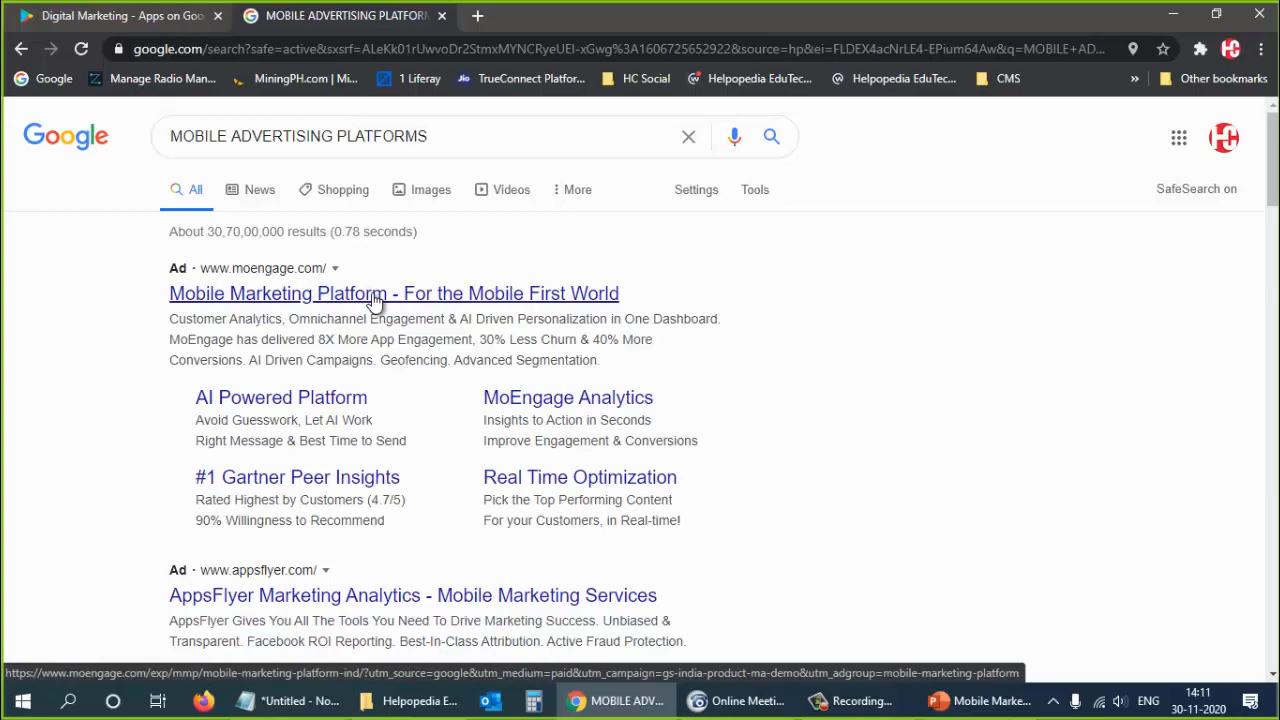 Digital Marketing - Apps on Goo
MOBILE ADVERTISING PLATFORM
google.com/search?safe=active&sxsrf=ALeKk01rUwvoDr2StmxMYNCRyeUEI-xGwg%3A1606725652922&source=hp&ei=FLDEX4acNrLE4-EPium64Aw&q=MOBILE+AD...
Google
Manage Radio Man...
MiningPH.com | Mi...
1 Liferay
Jio
TrueConnect Platfor...
HC Social
Helpopedia EduTec...
Helpopedia EduTec...
CMS
»
Other bookmarks
Google
MOBILE ADVERTISING PLATFORMS
HC
All
News
Shopping
Images
Videos
More
Settings
Tools
SafeSearch on
About 30,70,00,000 results (0.78 seconds)
Ad · www.moengage.com/
Mobile Marketing Platform - For the Mobile First World
Customer Analytics, Omnichannel Engagement & AI Driven Personalization in One Dashboard.
MoEngage has delivered 8X More App Engagement, 30% Less Churn & 40% More
Conversions. AI Driven Campaigns. Geofencing. Advanced Segmentation.
AI Powered Platform
Avoid Guesswork, Let AI Work
Right Message & Best Time to Send
MoEngage Analytics
Insights to Action in Seconds
Improve Engagement & Conversions
#1 Gartner Peer Insights
Rated Highest by Customers (4.7/5)
90% Willingness to Recommend
Real Time Optimization
Pick the Top Performing Content
For your Customers, in Real-time!
Ad · www.appsflyer.com/
AppsFlyer Marketing Analytics - Mobile Marketing Services
AppsFlyer Gives You All The Tools You Need To Drive Marketing Success. Unbiased &
Transparent. Facebook ROI Reporting. Best-In-Class Attribution. Active Fraud Protection.
https://www.moengage.com/exp/mmp/mobile-marketing-platform-ind/?utm_source=google&utm_medium=paid&utm_campaign=gs-india-product-ma-demo&utm_adgroup=mobile-marketing-platform
*Untitled - No...
Helpopedia E...
MOBILE ADV...
Online Meeti...
Recording...
Mobile Marke...
ENG
14:11
30-11-2020